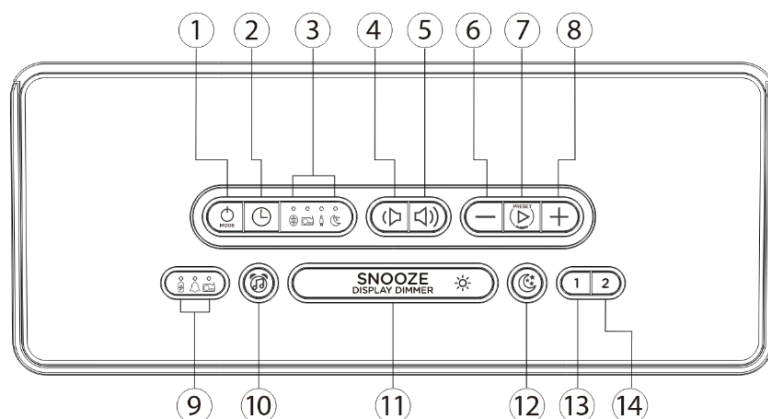 1 2 3 4 5 6 7 8
MODE
PRESET
SNOOZE
DISPLAY DIMMER
1 2
9 10 11 12 13 14